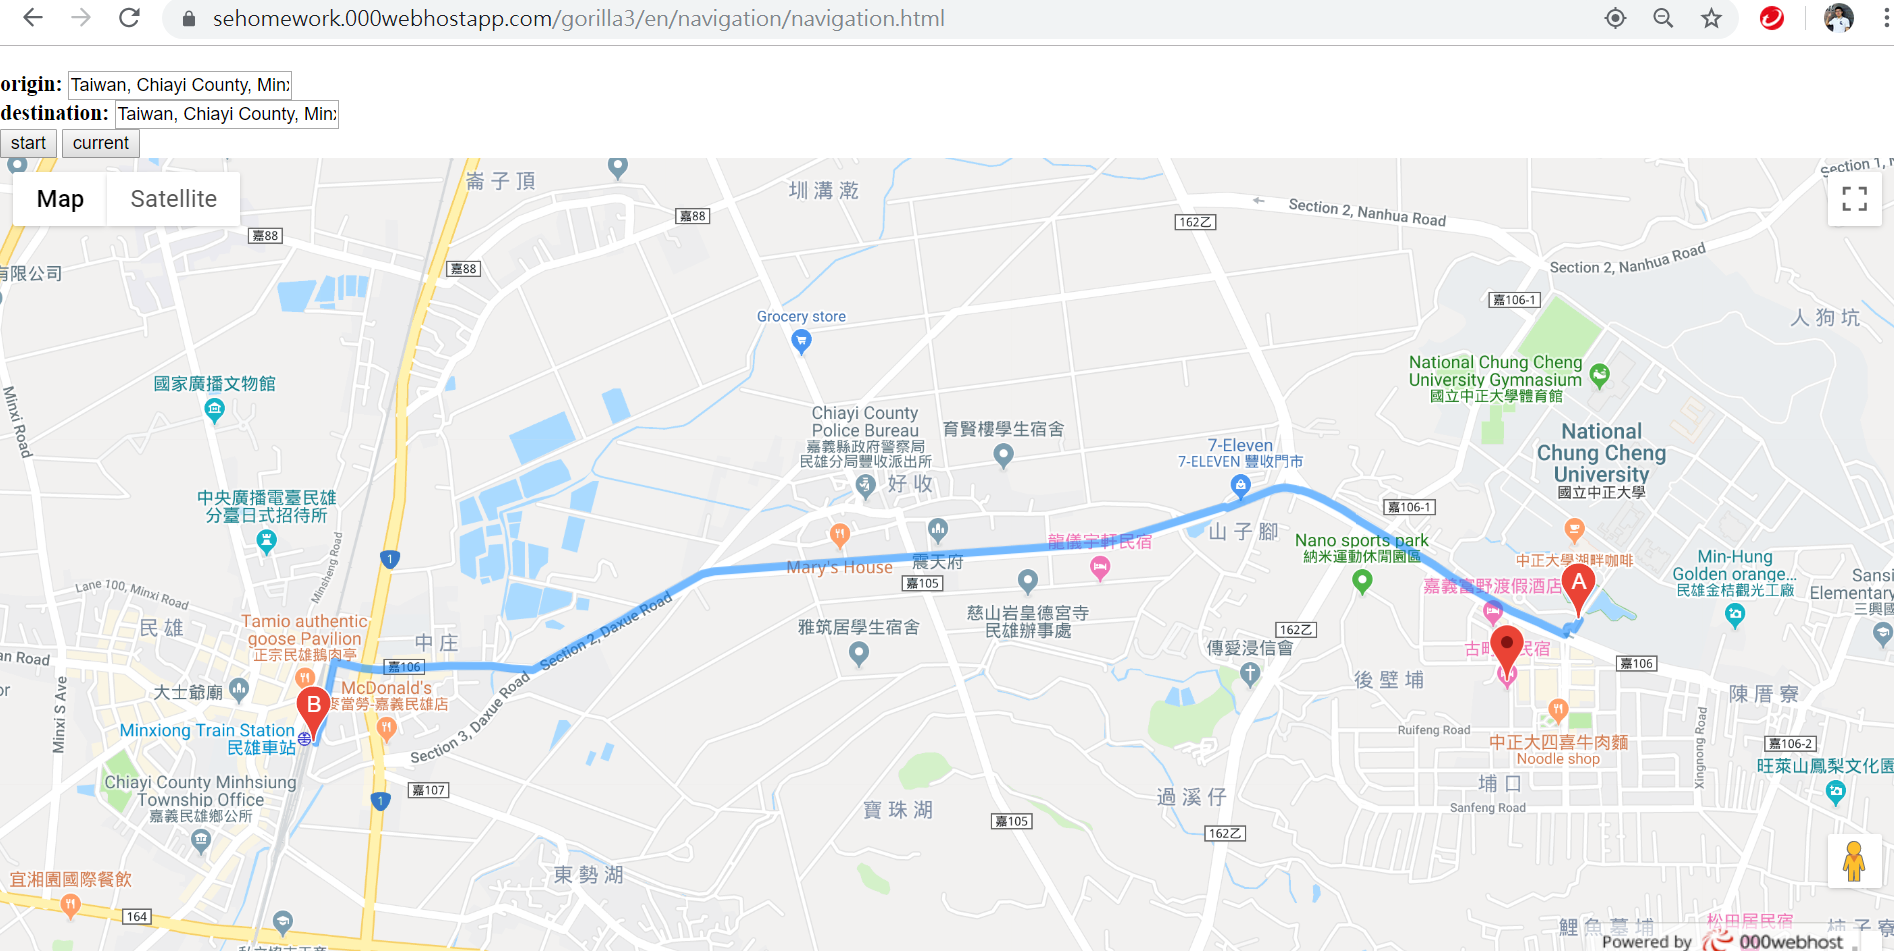 sehomework.000webhostapp.com/gorilla3/en/navigation/navigation.html
origin: Taiwan, Chiayi County, Minx
destination: Taiwan, Chiayi County, Minx
start current
Map Satellite
崙子頂
圳溝漧
嘉88
嘉88
嘉88
162乙
Section 2, Nanhua Road
Section 1, N
Section 2, Nanhua Road
有限公司
嘉106-1
人狗坑
Grocery store
National Chung Cheng
University Gymnasium
國立中正大學體育館
國家廣播文物館
Minxi Road
Chiayi County
Police Bureau
嘉義縣政府警察局
民雄分局豐收派出所
育賢樓學生宿舍
7-Eleven
7-ELEVEN 豐收門市
National
Chung Cheng
University
國立中正大學
好收
中央廣播電臺民雄
分臺日式招待所
嘉106-1
山子腳
1
Nano sports park
納米運動休閒園區
龍儀宇軒民宿
Mary's House
震天府
嘉105
中正大學湖畔咖啡
Min-Hung
Golden orange...
民雄金桔觀光工廠
Sansi
Elementary
三興國
嘉義富野渡假酒店
A
Lane 100, Minxiong Road
Minsheng Road
Section 2, Daxue Road
慈山岩皇德宮寺
民雄辦事處
雅筑居學生宿舍
162乙
傳愛浸信會
民雄
Tamio authentic
goose Pavilion
正宗民雄鵝肉亭
中庄
嘉106
an Road
嘉106
後壁埔
陳厝寮
大士爺廟
B
McDonald's
麥當勞-嘉義民雄店
Minxiong Train Station
民雄車站
Minxi S Ave
Section 3, Daxue Road
Ruifeng Road
中正大四喜牛肉麵
Noodle shop
嘉106-2
旺萊山鳳梨文化園
Chiayi County Minhsiung
Township Office
嘉義民雄鄉公所
嘉107
1
寶珠湖
嘉105
過溪仔
162乙
埔口
Sanfeng Road
宜湘園國際餐飲
164
東勢湖
鯉魚墓埔
松田居民宿
柿子寮
Powered by 000webhost